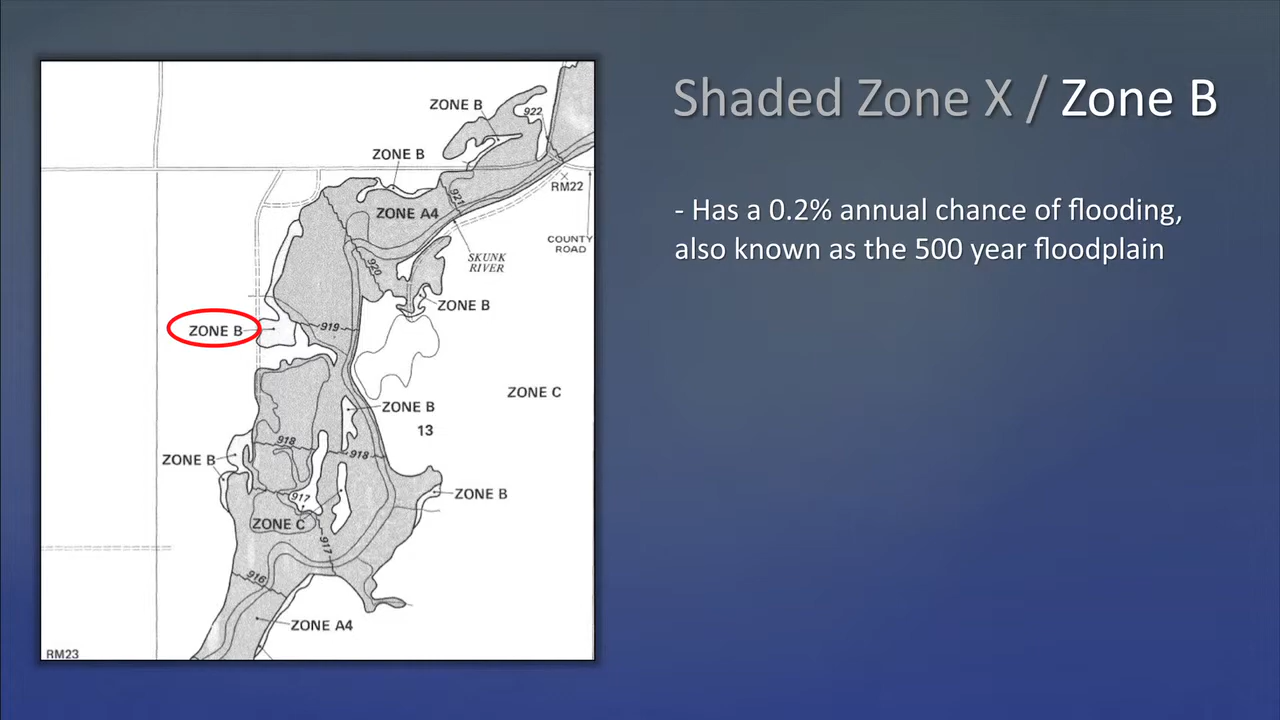 Shaded Zone X / Zone B
- Has a 0.2% annual chance of flooding,
also known as the 500 year floodplain
ZONE B
922
ZONE B
RM22
921
ZONE A4
COUNTY
ROAD
SKUNK
RIVER
920
ZONE B
919
ZONE B
ZONE C
ZONE B
13
918
918
ZONE B
ZONE B
917
ZONE C
917
916
ZONE A4
RM23